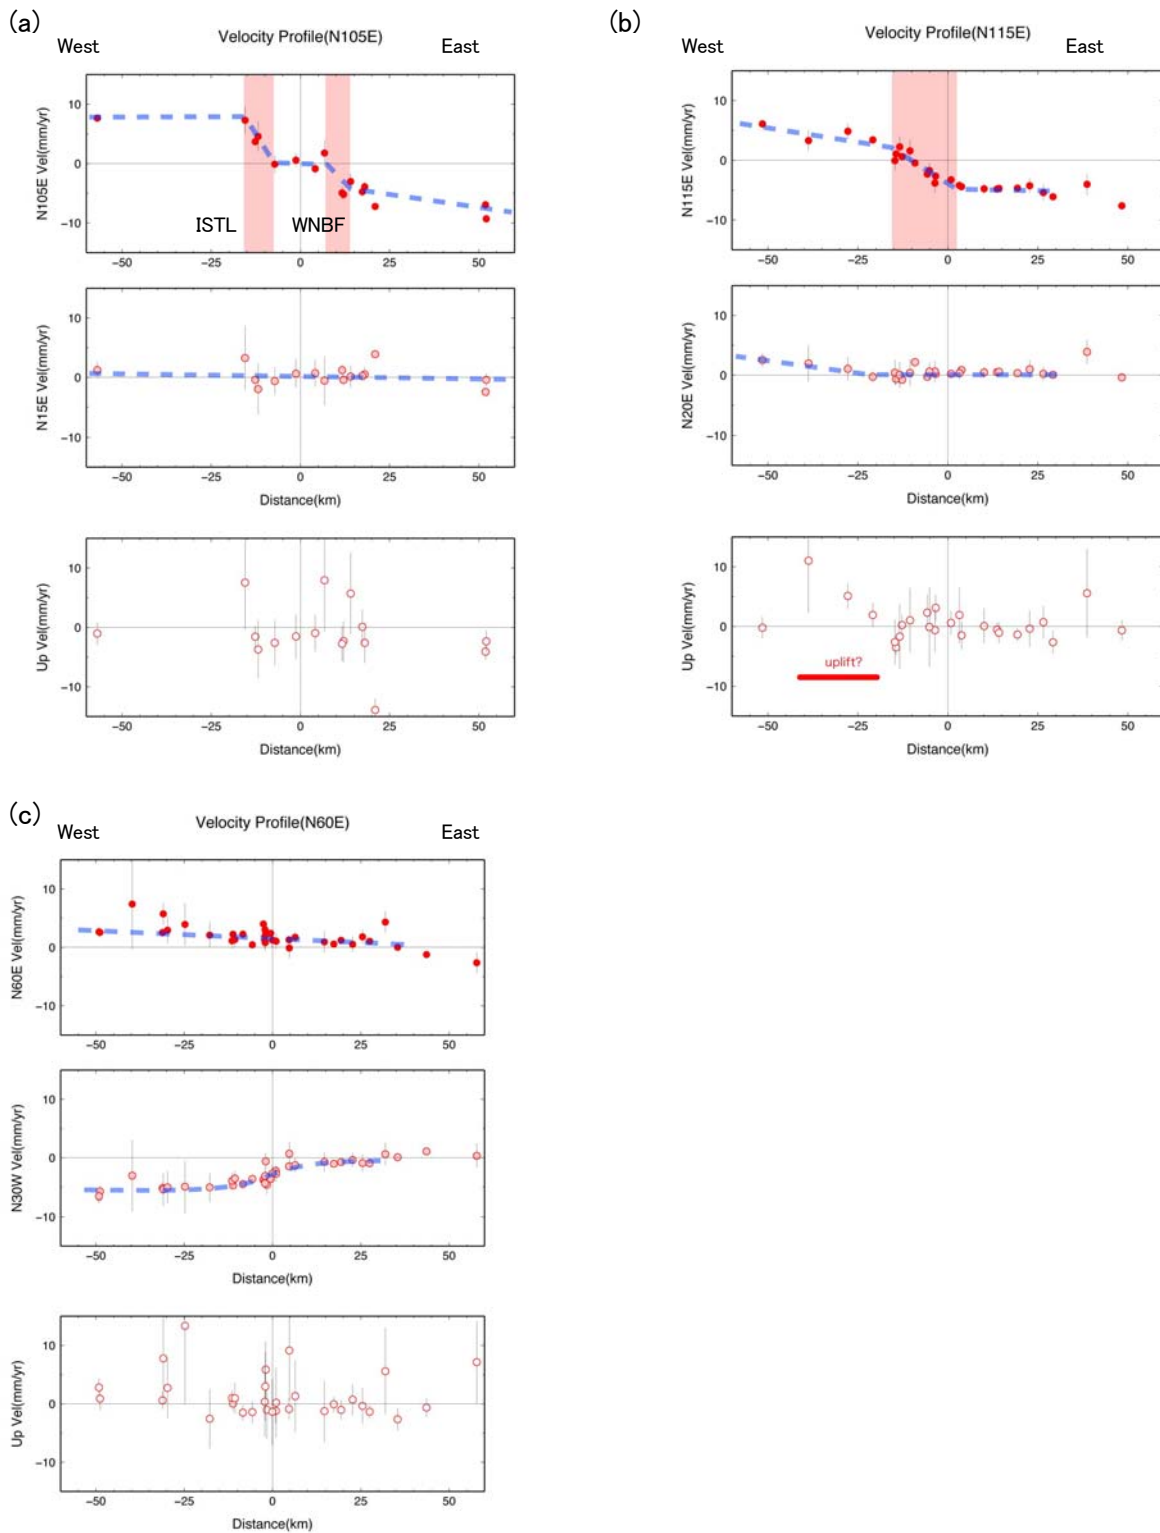 (a)
West
Velocity Profile(N105E)
East
10
0
−10
N105E Vel(mm/yr)
ISTL
WNBF
−50
−25
0
25
50
10
0
−10
N15E Vel(mm/yr)
−50
−25
0
25
50
Distance(km)
10
0
−10
Up Vel(mm/yr)
−50
−25
0
25
50
Distance(km)
(b)
West
Velocity Profile(N115E)
East
10
0
−10
N115E Vel(mm/yr)
−50
−25
0
25
50
10
0
−10
N20E Vel(mm/yr)
−50
−25
0
25
50
Distance(km)
10
0
−10
Up Vel(mm/yr)
uplift?
−50
−25
0
25
50
Distance(km)
(c)
West
Velocity Profile(N60E)
East
10
0
−10
N60E Vel(mm/yr)
−50
−25
0
25
50
10
0
−10
N30W Vel(mm/yr)
−50
−25
0
25
50
Distance(km)
10
0
−10
Up Vel(mm/yr)
−50
−25
0
25
50
Distance(km)